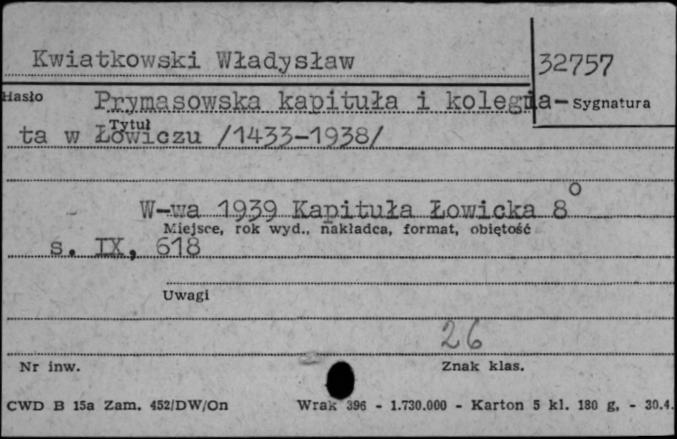 Kwiatkowski Władysław
32757
Hasło Prymasowska kapituła i kolegia- Sygnatura
Tytuł
ta w Łowiczu /1433-1938/
W-wa 1939 Kapituła Łowicka 8°
Miejsce, rok wyd., nakładca, format, objętość
s. IX, 618
Uwagi
26
Nr inw. Znak klas.
CWD B 15a Zam. 452/DW/On Wrak 396 - 1.730.000 - Karton 5 kl. 180 g. - 30.4.